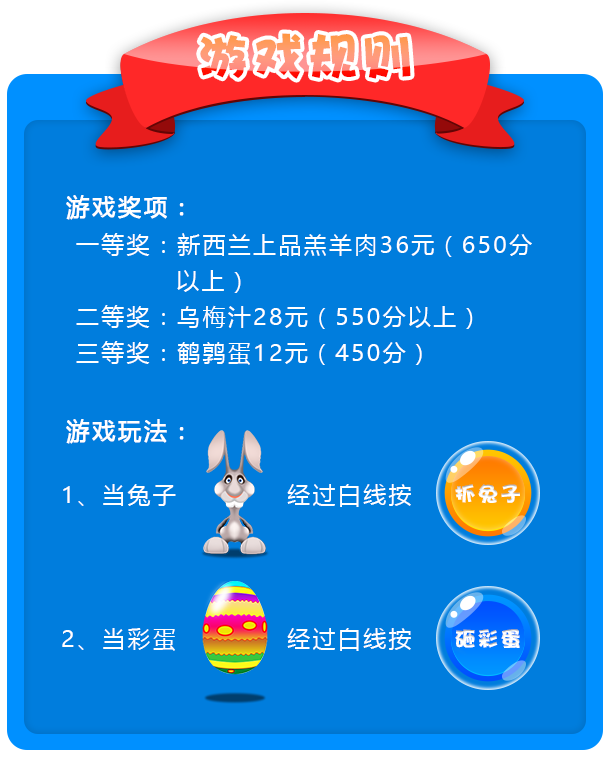 游戏规则
游戏奖项：
一等奖：新西兰上品羔羊肉36元（650分
以上）
二等奖：乌梅汁28元（550分以上）
三等奖：鹌鹑蛋12元（450分）
游戏玩法：
1、当兔子 经过白线按 抓兔子
2、当彩蛋 经过白线按 砸彩蛋